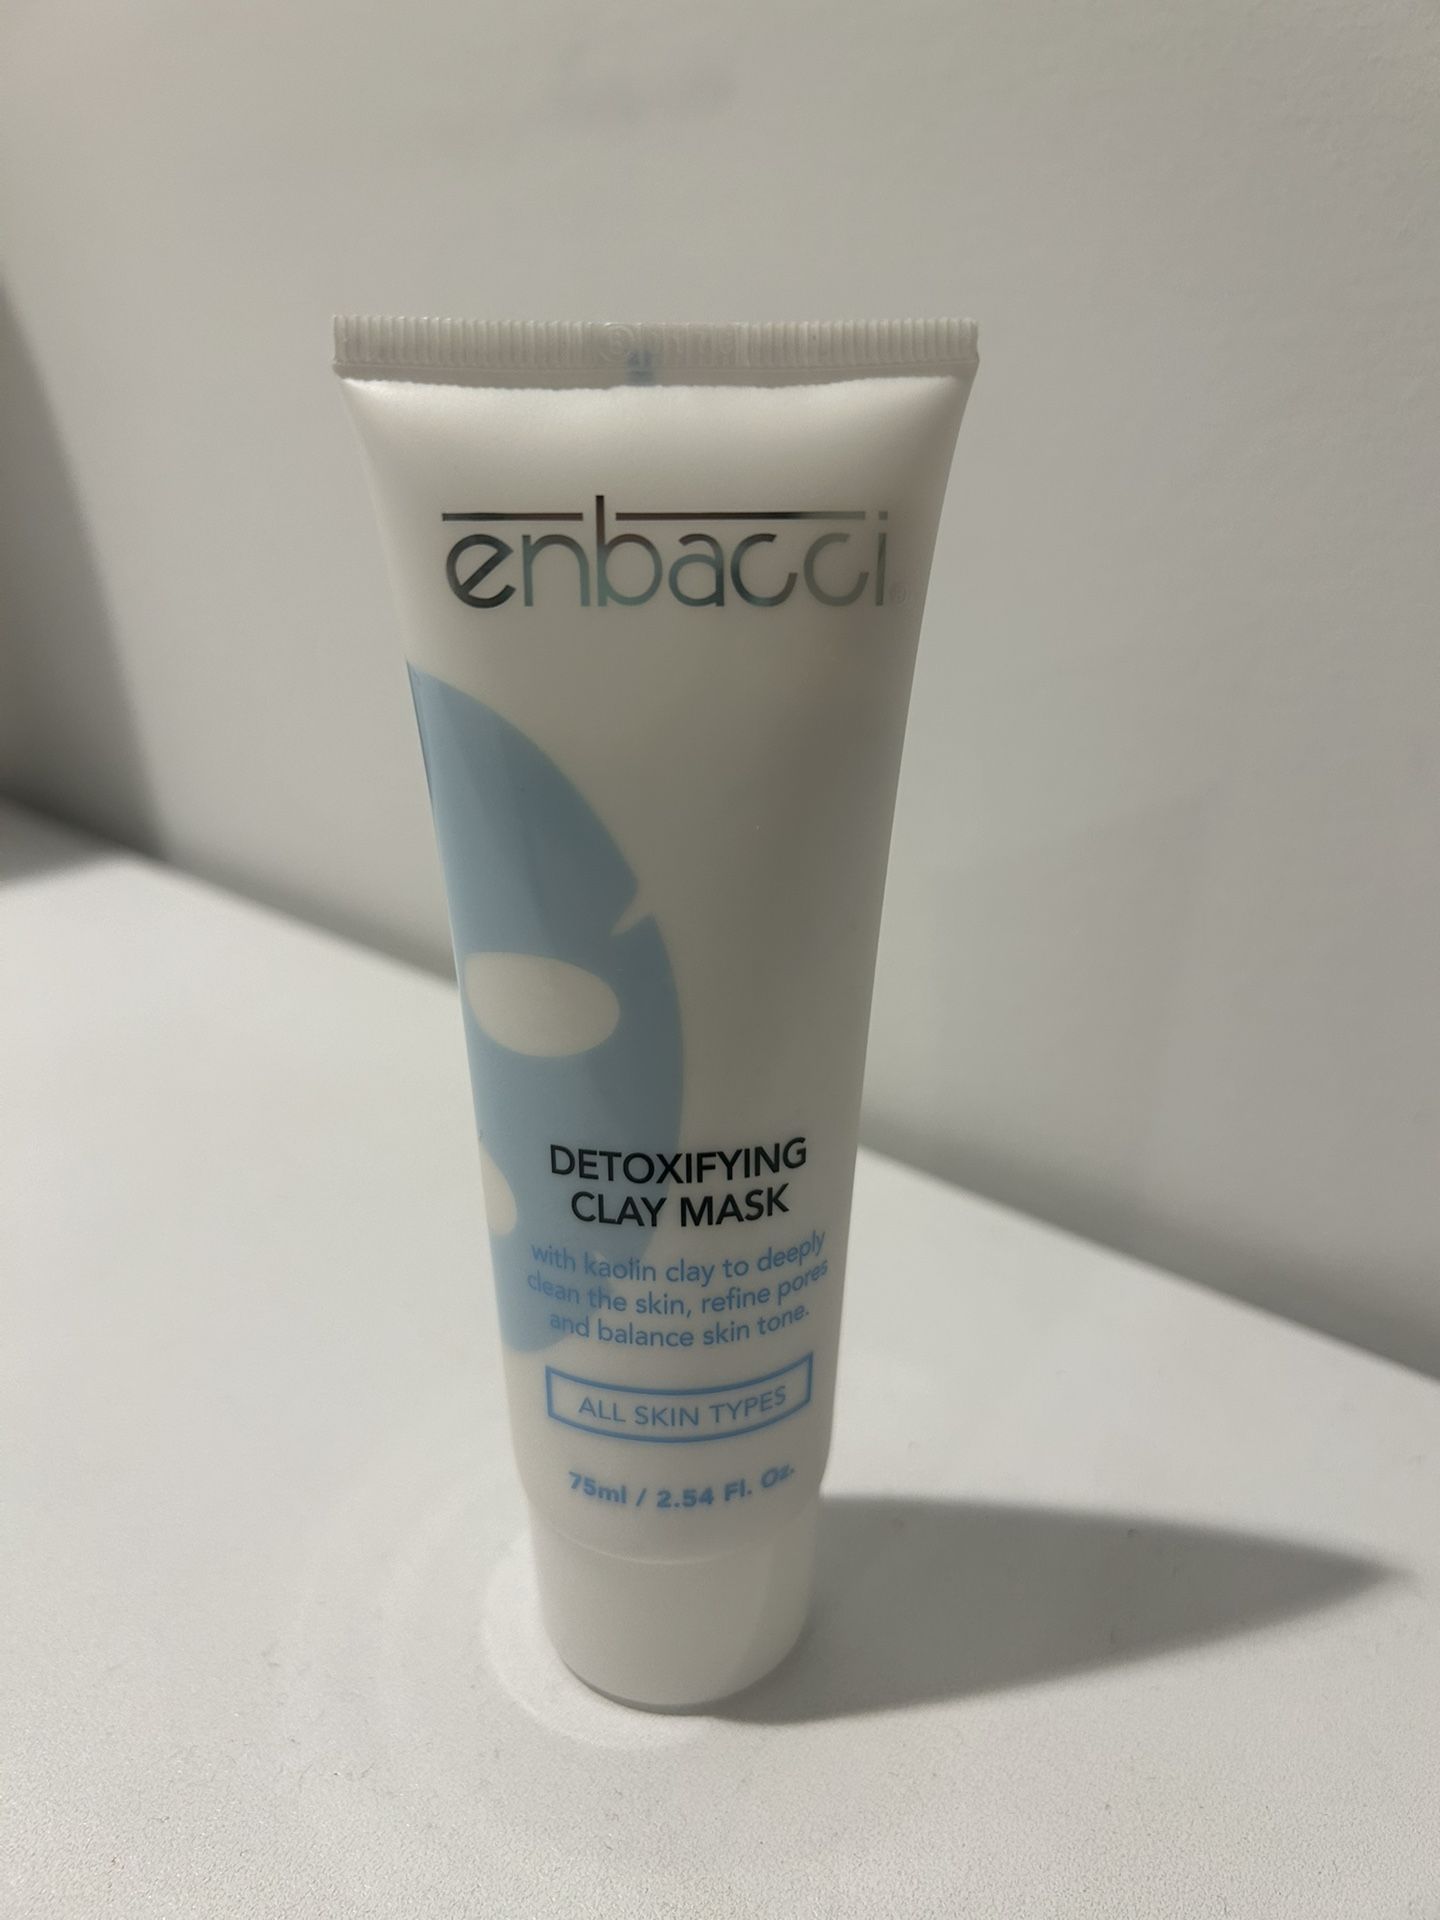 enbacci
DETOXIFYING
CLAY MASK
with kaolin clay to deeply
clean the skin, refine pores
and balance skin tone.
ALL SKIN TYPES
75ml / 2.54 Fl. Oz.